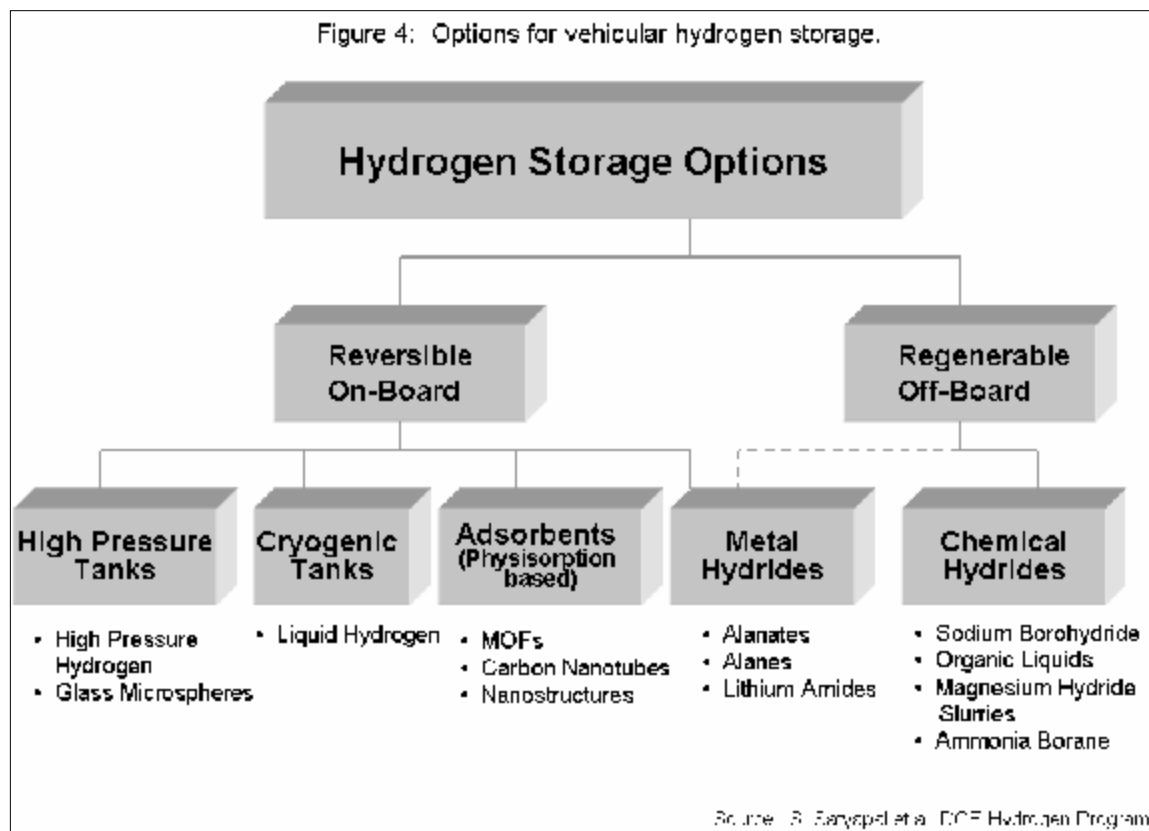 Figure 4: Options for vehicular hydrogen storage.
Hydrogen Storage Options
Reversible
On-Board
Regenerable
Off-Board
High Pressure
Tanks
Cryogenic
Tanks
Adsorbents
(Physisorption
based)
Metal
Hydrides
Chemical
Hydrides
• High Pressure
Hydrogen
• Glass Microspheres
• Liquid Hydrogen
• MOFs
• Carbon Nanotubes
• Nanostructures
• Alanates
• Alanes
• Lithium Amides
• Sodium Borohydride
• Organic Liquids
• Magnesium Hydride
Slurries
• Ammonia Borane
Source: S. et al DOE Hydrogen Program